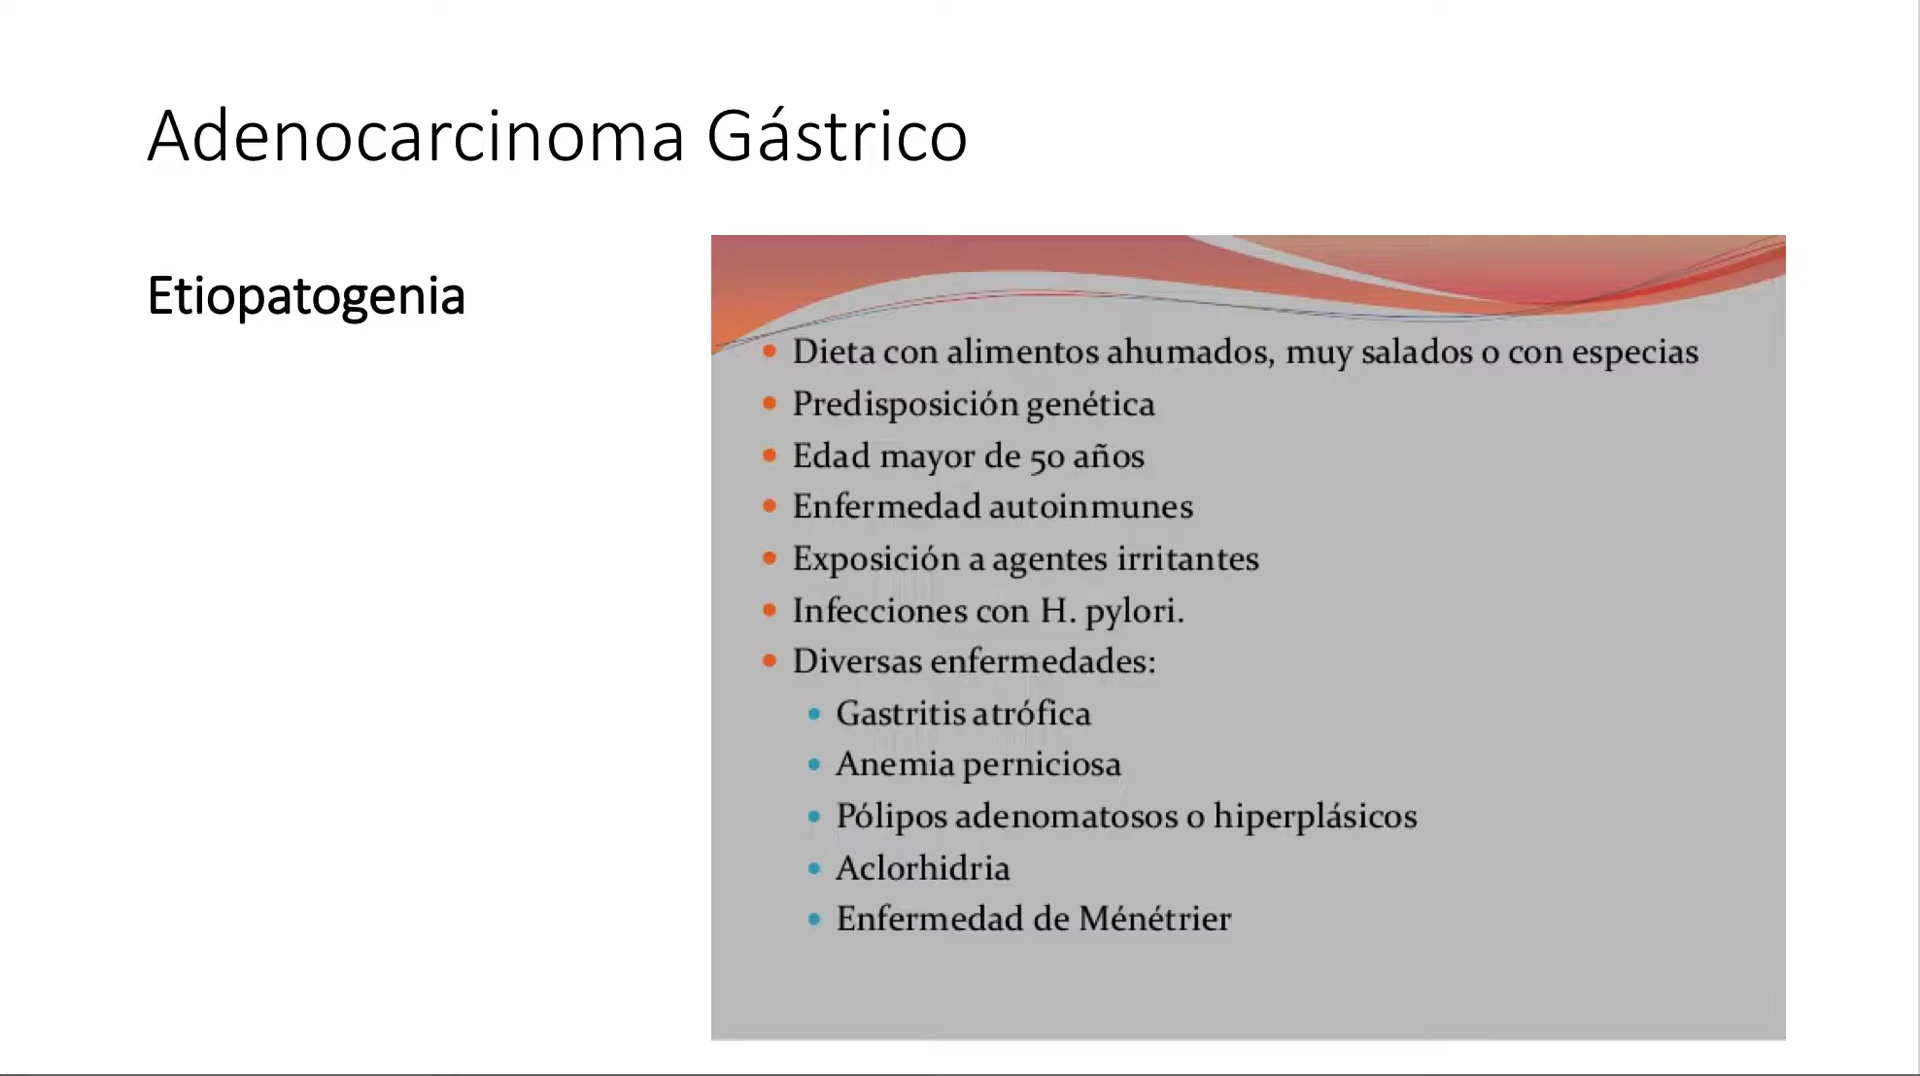 Adenocarcinoma Gástrico
Etiopatogenia
Dieta con alimentos ahumados, muy salados o con especias
Predisposición genética
Edad mayor de 50 años
Enfermedad autoinmunes
Exposición a agentes irritantes
Infecciones con H. pylori.
Diversas enfermedades:
Gastritis atrófica
Anemia perniciosa
Pólipos adenomatosos o hiperplásicos
Aclorhidria
Enfermedad de Ménétrier